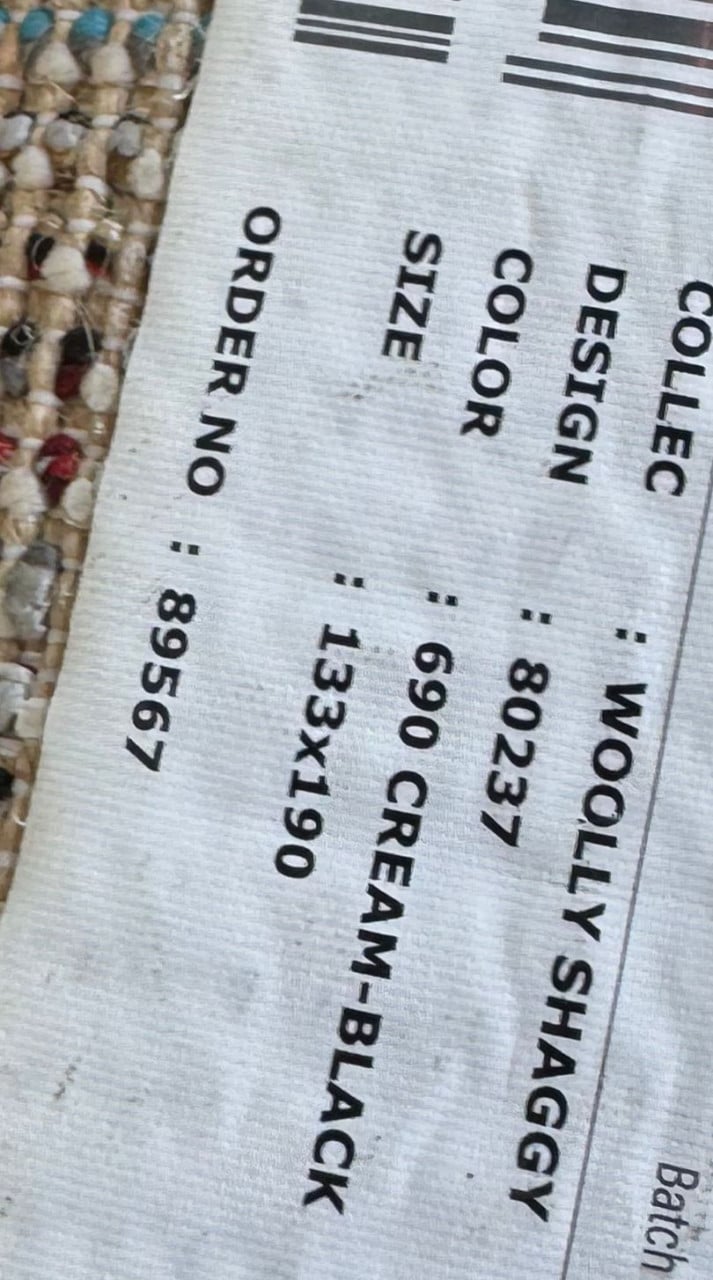 Batch
COLLEC : WOOLLY SHAGGY
DESIGN : 80237
COLOR : 690 CREAM-BLACK
SIZE : 133x190
ORDER NO : 89567